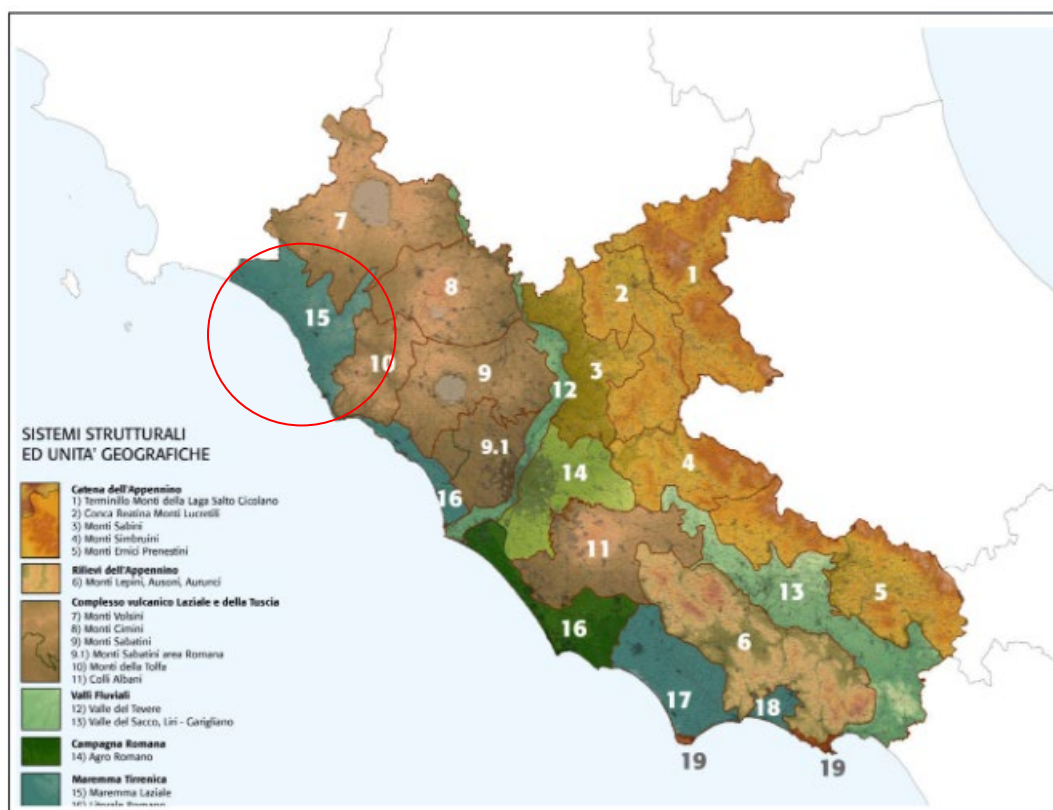 7
8
1
2
15
10
9
3
12
9.1
14
4
16
11
13
5
16
6
17
18
19
19
SISTEMI STRUTTURALI
ED UNITA' GEOGRAFICHE
Catena dell'Appennino
1) Terminillo Monti della Laga Salto Cicolano
2) Conca Reatina Monti Lucretili
3) Monti Sabini
4) Monti Simbruini
5) Monti Ernici Prenestini
Rilievi dell'Appennino
6) Monti Lepini, Ausoni, Aurunci
Complesso vulcanico Laziale e della Tuscia
7) Monti Volsini
8) Monti Cimini
9) Monti Sabatini
9.1) Monti Sabatini area Romana
10) Monti della Tolfa
11) Colli Albani
Valli Fluviali
12) Valle del Tevere
13) Valle del Sacco, Liri - Garigliano
Campagna Romana
14) Agro Romano
Maremma Tirrenica
15) Maremma Laziale
16) Litorale Romano